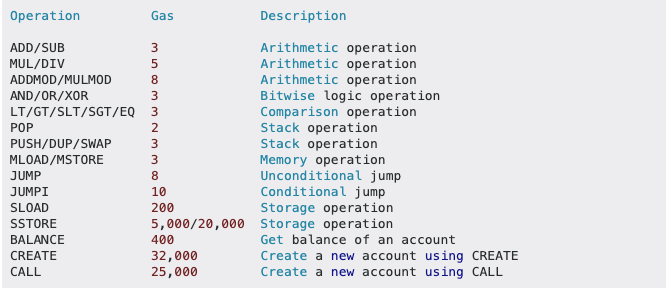 Operation Gas Description
ADD/SUB 3 Arithmetic operation
MUL/DIV 5 Arithmetic operation
ADDMOD/MULMOD 8 Arithmetic operation
AND/OR/XOR 3 Bitwise logic operation
LT/GT/SLT/SGT/EQ 3 Comparison operation
POP 2 Stack operation
PUSH/DUP/SWAP 3 Stack operation
MLOAD/MSTORE 3 Memory operation
JUMP 8 Unconditional jump
JUMPI 10 Conditional jump
SLOAD 200 Storage operation
SSTORE 5,000/20,000 Storage operation
BALANCE 400 Get balance of an account
CREATE 32,000 Create a new account using CREATE
CALL 25,000 Create a new account using CALL